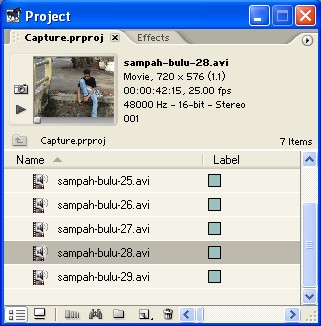 Project
Capture.prproj Effects
sampah-bulu-28.avi
Movie, 720 x 576 (1.1)
00:00:42:15, 25.00 fps
48000 Hz - 16-bit - Stereo
001
Capture.prproj 7 Items
Name Label
sampah-bulu-25.avi
sampah-bulu-26.avi
sampah-bulu-27.avi
sampah-bulu-28.avi
sampah-bulu-29.avi